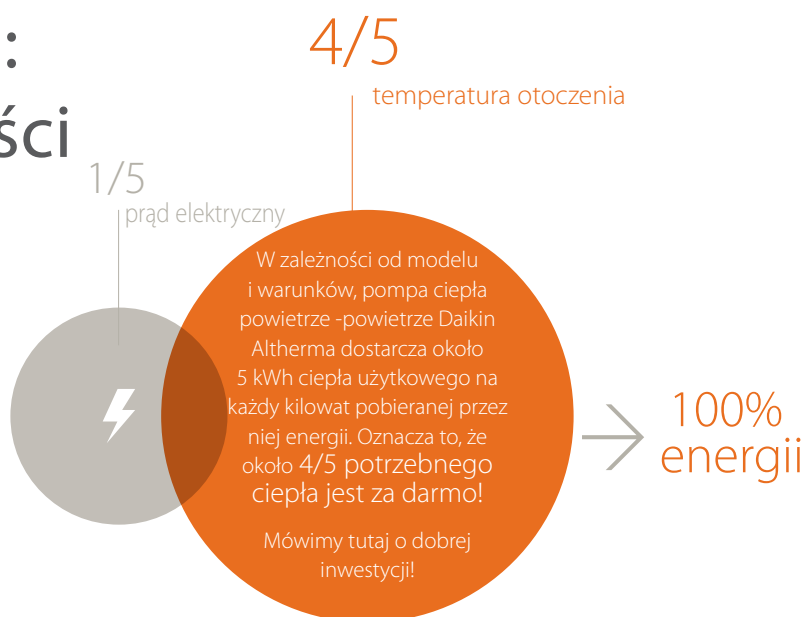 :
ści
4/5
temperatura otoczenia
1/5
prąd elektryczny
W zależności od modelu
i warunków, pompa ciepła
powietrze -powietrze Daikin
Altherma dostarcza około
5 kWh ciepła użytkowego na
każdy kilowat pobieranej przez
niej energii. Oznacza to, że
około 4/5 potrzebnego
ciepła jest za darmo!
Mówimy tutaj o dobrej
inwestycji!
100%
energii